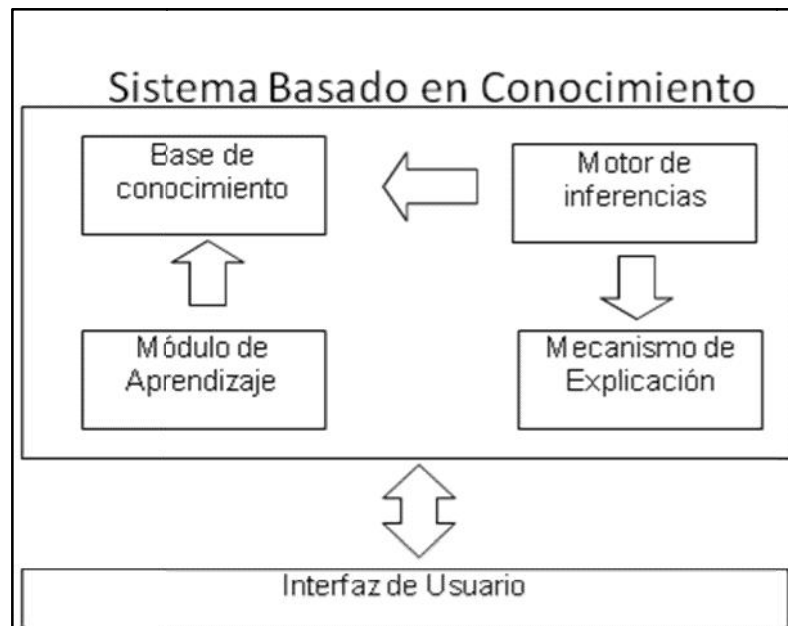 Sistema Basado en Conocimiento
Base de
conocimiento
Motor de
inferencias
Módulo de
Aprendizaje
Mecanismo de
Explicación
Interfaz de Usuario